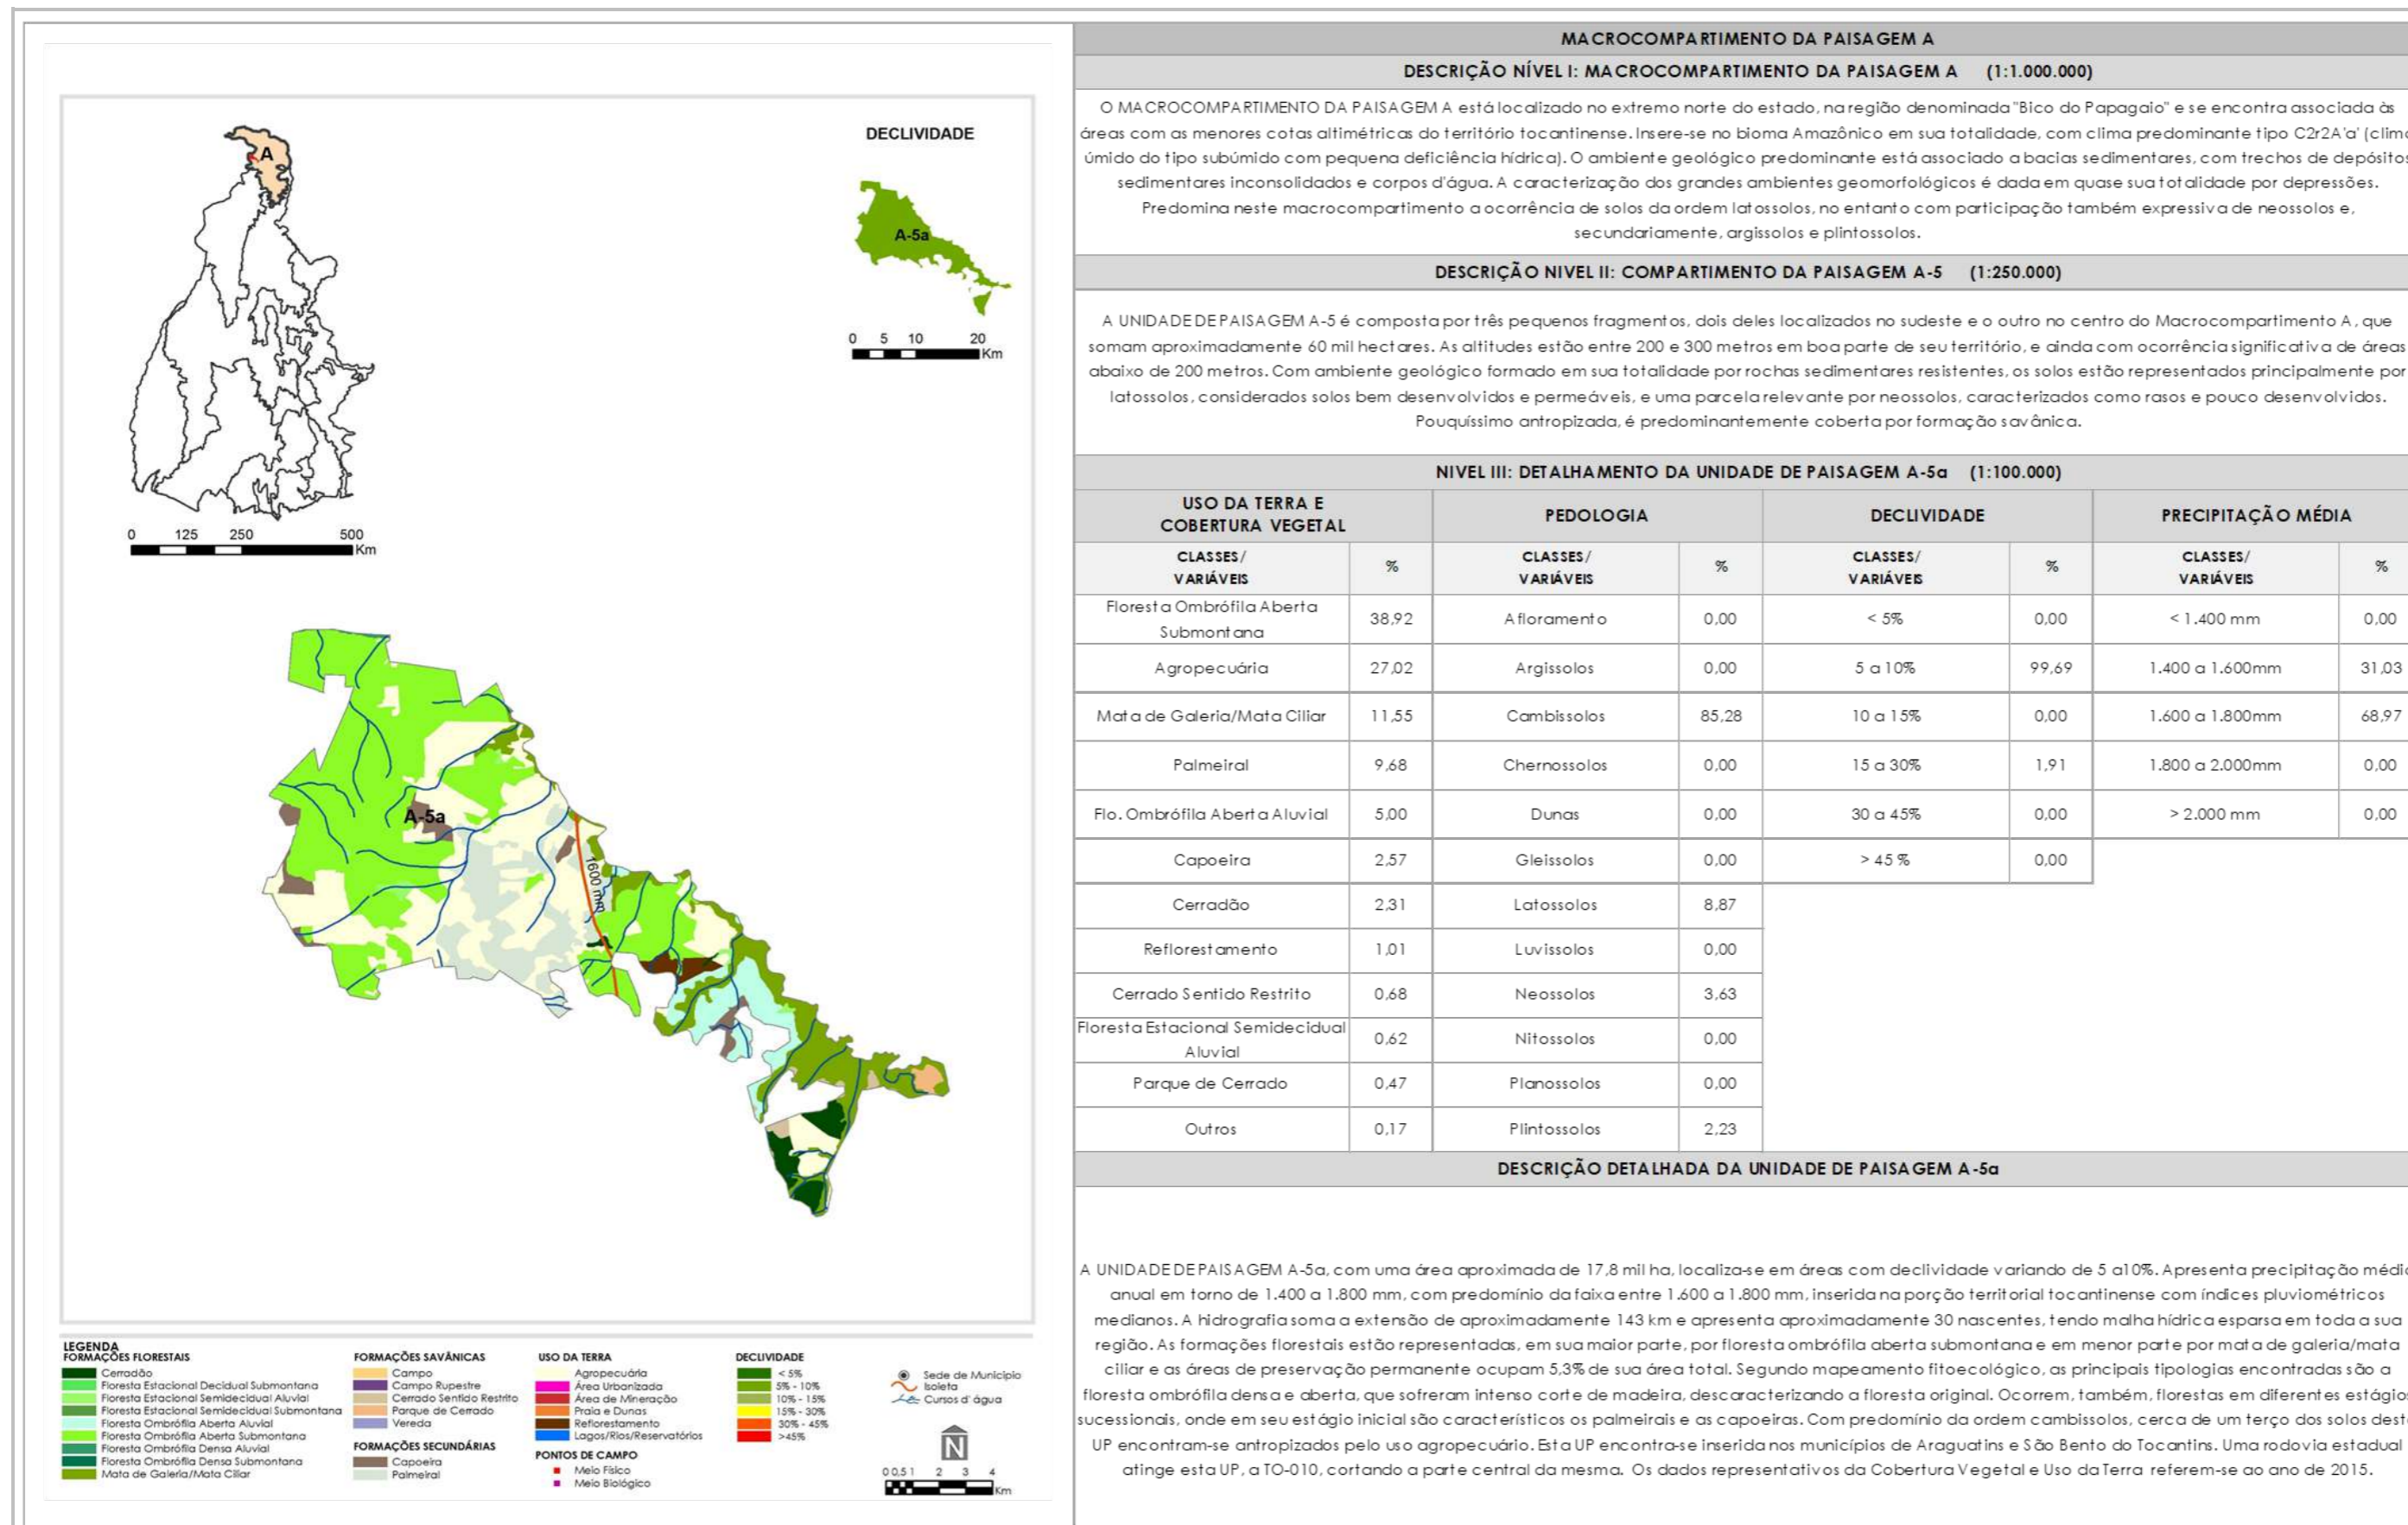 A
0 125 250 500
Km
DECLIVIDADE
A-5a
0 5 10 20
Km
A-5a
1600 mm
LEGENDA
FORMAÇÕES FLORESTAIS
Cerradão
Floresta Estacional Decidual Submontana
Floresta Estacional Semidecidual Aluvial
Floresta Estacional Semidecidual Submontana
Floresta Ombrófila Aberta Aluvial
Floresta Ombrófila Aberta Submontana
Floresta Ombrófila Densa Aluvial
Floresta Ombrófila Densa Submontana
Mata de Galeria/Mata Ciliar
FORMAÇÕES SAVÂNICAS
Campo
Campo Rupestre
Cerrado Sentido Restrito
Parque de Cerrado
Vereda
FORMAÇÕES SECUNDÁRIAS
Capoeira
Palmeiral
USO DA TERRA
Agropecuária
Área Urbanizada
Área de Mineração
Praia e Dunas
Reflorestamento
Lagos/Rios/Reservatórios
PONTOS DE CAMPO
Meio Físico
Meio Biológico
DECLIVIDADE
< 5%
5% - 10%
10% - 15%
15% - 30%
30% - 45%
>45%
Sede de Município
Isoieta
Cursos d' água
N
0 0,5 1 2 3 4
Km
MACROCOMPARTIMENTO DA PAISAGEM A
DESCRIÇÃO NÍVEL I: MACROCOMPARTIMENTO DA PAISAGEM A (1:1.000.000)
O MACROCOMPARTIMENTO DA PAISAGEM A está localizado no extremo norte do estado, na região denominada "Bico do Papagaio" e se encontra associada às
áreas com as menores cotas altimétricas do território tocantinense. Insere-se no bioma Amazônico em sua totalidade, com clima predominante tipo C2r2A'a' (clima
úmido do tipo subúmido com pequena deficiência hídrica). O ambiente geológico predominante está associado a bacias sedimentares, com trechos de depósitos
sedimentares inconsolidados e corpos d'água. A caracterização dos grandes ambientes geomorfológicos é dada em quase sua totalidade por depressões.
Predomina neste macrocompartimento a ocorrência de solos da ordem latossolos, no entanto com participação também expressiva de neossolos e,
secundariamente, argissolos e plintossolos.
DESCRIÇÃO NIVEL II: COMPARTIMENTO DA PAISAGEM A-5 (1:250.000)
A UNIDADE DE PAISAGEM A-5 é composta por três pequenos fragmentos, dois deles localizados no sudeste e o outro no centro do Macrocompartimento A, que
somam aproximadamente 60 mil hectares. As altitudes estão entre 200 e 300 metros em boa parte de seu território, e ainda com ocorrência significativa de áreas
abaixo de 200 metros. Com ambiente geológico formado em sua totalidade por rochas sedimentares resistentes, os solos estão representados principalmente por
latossolos, considerados solos bem desenvolvidos e permeáveis, e uma parcela relevante por neossolos, caracterizados como rasos e pouco desenvolvidos.
Pouquíssimo antropizada, é predominantemente coberta por formação savânica.
NIVEL III: DETALHAMENTO DA UNIDADE DE PAISAGEM A-5a (1:100.000)
USO DA TERRA E COBERTURA VEGETAL PEDOLOGIA DECLIVIDADE PRECIPITAÇÃO MÉDIA
CLASSES/ VARIÁVEIS % CLASSES/ VARIÁVEIS % CLASSES/ VARIÁVEIS % CLASSES/ VARIÁVEIS %
Floresta Ombrófila Aberta Submontana 38,92 Afloramento 0,00 < 5% 0,00 < 1.400 mm 0,00
Agropecuária 27,02 Argissolos 0,00 5 a 10% 99,69 1.400 a 1.600mm 31,03
Mata de Galeria/Mata Ciliar 11,55 Cambissolos 85,28 10 a 15% 0,00 1.600 a 1.800mm 68,97
Palmeiral 9,68 Chernossolos 0,00 15 a 30% 1,91 1.800 a 2.000mm 0,00
Flo. Ombrófila Aberta Aluvial 5,00 Dunas 0,00 30 a 45% 0,00 > 2.000 mm 0,00
Capoeira 2,57 Gleissolos 0,00 > 45 % 0,00
Cerradão 2,31 Latossolos 8,87
Reflorestamento 1,01 Luvissolos 0,00
Cerrado Sentido Restrito 0,68 Neossolos 3,63
Floresta Estacional Semidecidual Aluvial 0,62 Nitossolos 0,00
Parque de Cerrado 0,47 Planossolos 0,00
Outros 0,17 Plintossolos 2,23
DESCRIÇÃO DETALHADA DA UNIDADE DE PAISAGEM A-5a
A UNIDADE DE PAISAGEM A-5a, com uma área aproximada de 17,8 mil ha, localiza-se em áreas com declividade variando de 5 a10%. Apresenta precipitação média
anual em torno de 1.400 a 1.800 mm, com predomínio da faixa entre 1.600 a 1.800 mm, inserida na porção territorial tocantinense com índices pluviométricos
medianos. A hidrografia soma a extensão de aproximadamente 143 km e apresenta aproximadamente 30 nascentes, tendo malha hídrica esparsa em toda a sua
região. As formações florestais estão representadas, em sua maior parte, por floresta ombrófila aberta submontana e em menor parte por mata de galeria/mata
ciliar e as áreas de preservação permanente ocupam 5,3% de sua área total. Segundo mapeamento fitoecológico, as principais tipologias encontradas são a
floresta ombrófila densa e aberta, que sofreram intenso corte de madeira, descaracterizando a floresta original. Ocorrem, também, florestas em diferentes estágios
sucessionais, onde em seu estágio inicial são característicos os palmeirais e as capoeiras. Com predomínio da ordem cambissolos, cerca de um terço dos solos desta
UP encontram-se antropizados pelo uso agropecuário. Esta UP encontra-se inserida nos municípios de Araguatins e São Bento do Tocantins. Uma rodovia estadual
atinge esta UP, a TO-010, cortando a parte central da mesma. Os dados representativos da Cobertura Vegetal e Uso da Terra referem-se ao ano de 2015.